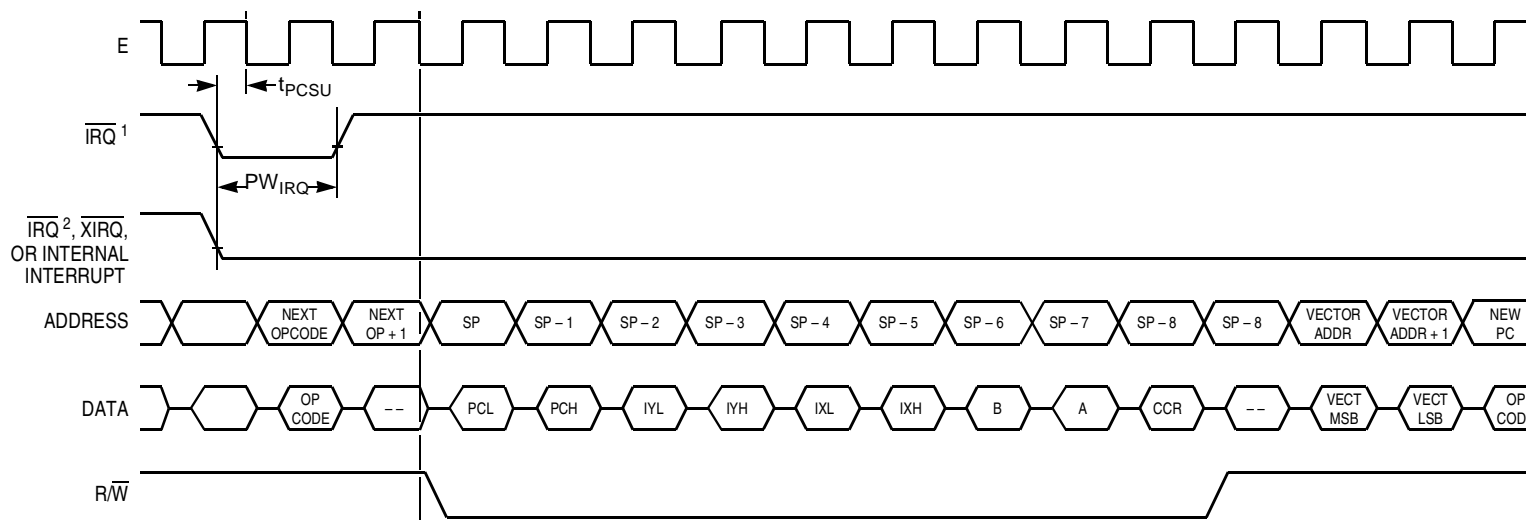 E
tPCSU
IRQ 1
PWIRQ
IRQ 2, XIRQ,
OR INTERNAL
INTERRUPT
ADDRESS
NEXT
OPCODE
NEXT
OP + 1
SP
SP – 1
SP – 2
SP – 3
SP – 4
SP – 5
SP – 6
SP – 7
SP – 8
SP – 8
VECTOR
ADDR
VECTOR
ADDR + 1
NEW
PC
DATA
OP
CODE
– –
PCL
PCH
IYL
IYH
IXL
IXH
B
A
CCR
– –
VECT
MSB
VECT
LSB
OP
COD
R/W